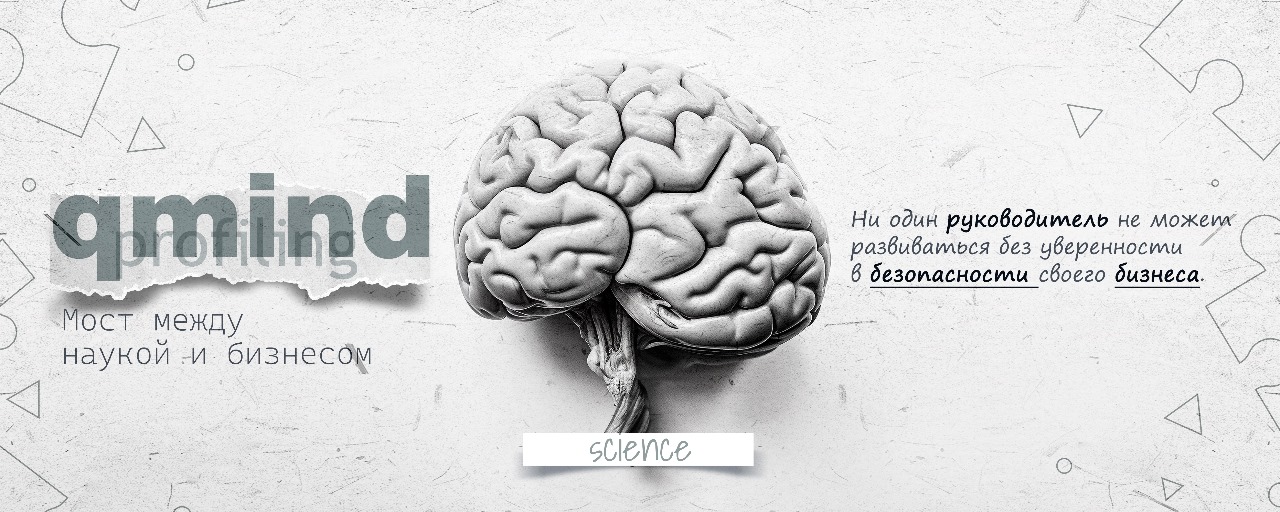 qmind
profiling
Мост между
наукой и бизнесом
Ни один руководитель не может
развиваться без уверенности
в безопасности своего бизнеса.
science